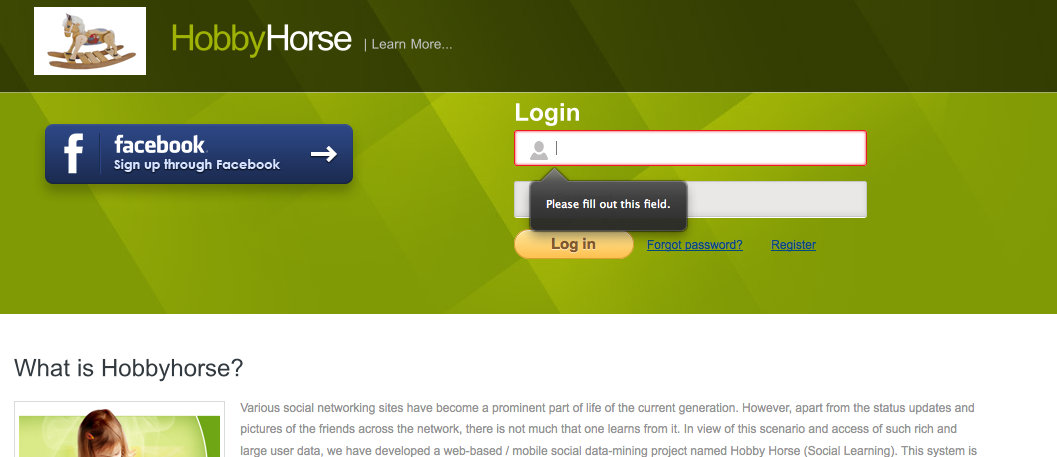 HobbyHorse | Learn More...
Login
f
facebook.
Sign up through Facebook
Please fill out this field.
Log in
Forgot password?
Register
What is Hobbyhorse?
Various social networking sites have become a prominent part of life of the current generation. However, apart from the status updates and
pictures of the friends across the network, there is not much that one learns from it. In view of this scenario and access of such rich and
large user data, we have developed a web-based / mobile social data-mining project named Hobby Horse (Social Learning). This system is